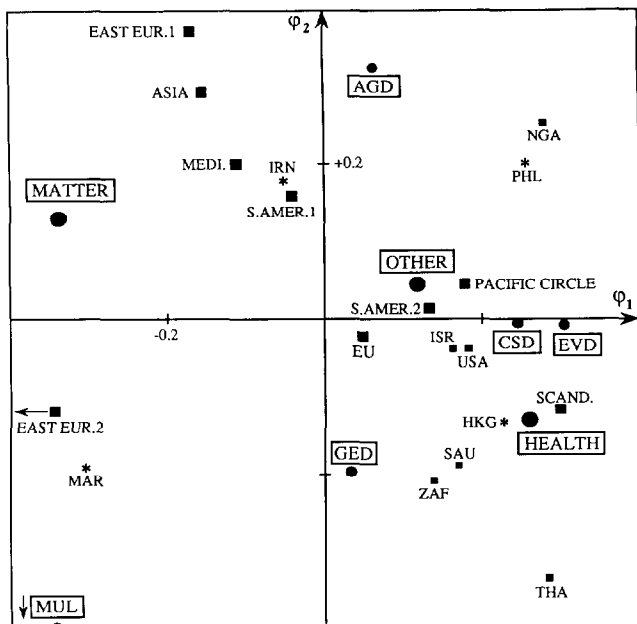 EAST EUR.1
φ2
AGD
ASIA
NGA
MEDI.
IRN
+0.2
PHL
MATTER
S.AMER.1
OTHER
PACIFIC CIRCLE
φ1
S.AMER.2
-0.2
EU
ISR
USA
CSD
EVD
SCAND.
EAST EUR.2
HKG
HEALTH
MAR
GED
SAU
ZAF
THA
MUL